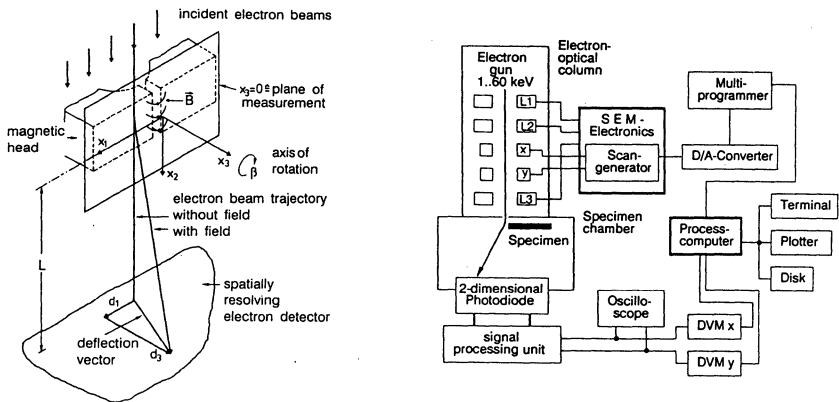 incident electron beams
x₃=0 ≙ plane of
measurement
B⃗
magnetic
head
x₁
x₂
x₃
β
axis of
rotation
electron beam trajectory
without field
with field
L
spatially
resolving
electron detector
d₁
deflection
vector
d₃
Electron
gun
1..60 keV
Electron-
optical
column
L1
L2
x
y
L3
S E M -
Electronics
Scan-
generator
Multi-
programmer
D/A-Converter
Specimen
Specimen
chamber
2-dimensional
Photodiode
signal
processing unit
Oscillo-
scope
Process-
computer
Terminal
Plotter
Disk
DVM x
DVM y